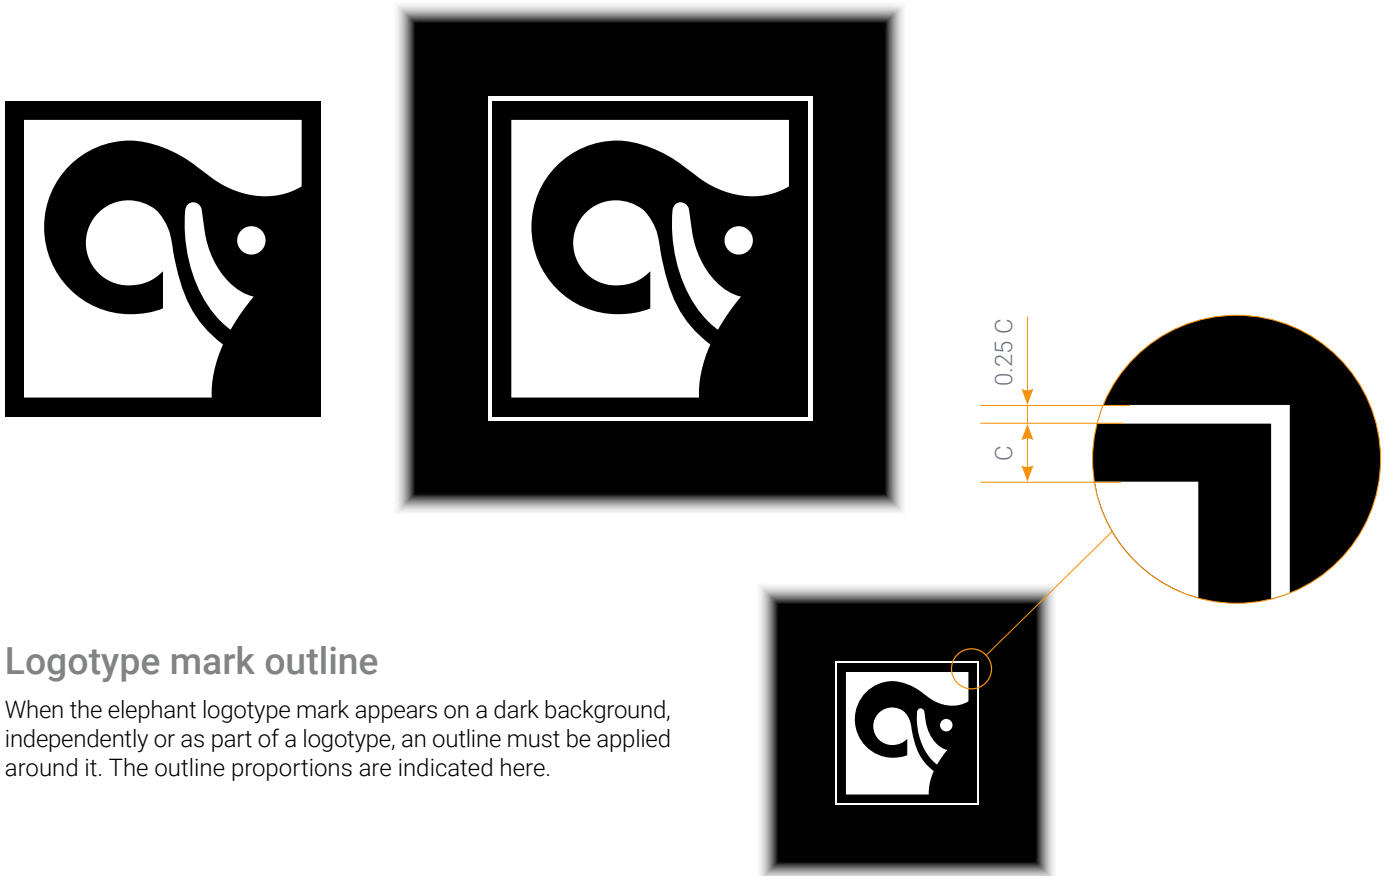 0.25 C
C
Logotype mark outline
When the elephant logotype mark appears on a dark background,
independently or as part of a logotype, an outline must be applied
around it. The outline proportions are indicated here.